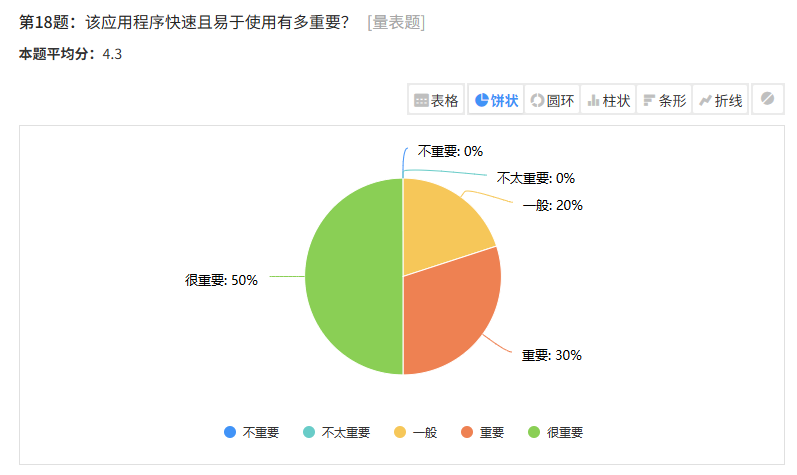 第18题：该应用程序快速且易于使用有多重要？ [量表题]
本题平均分：4.3
表格 饼状 圆环 柱状 条形 折线
不重要: 0%
不太重要: 0%
一般: 20%
很重要: 50%
重要: 30%
不重要 不太重要 一般 重要 很重要